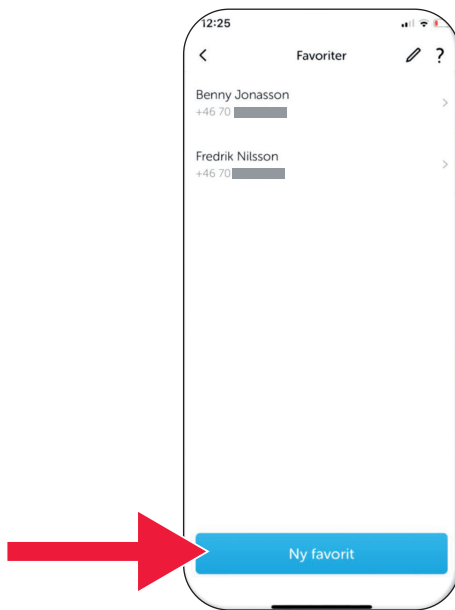 12:25
Favoriter
?
Benny Jonasson
+46 70
Fredrik Nilsson
+46 70
Ny favorit